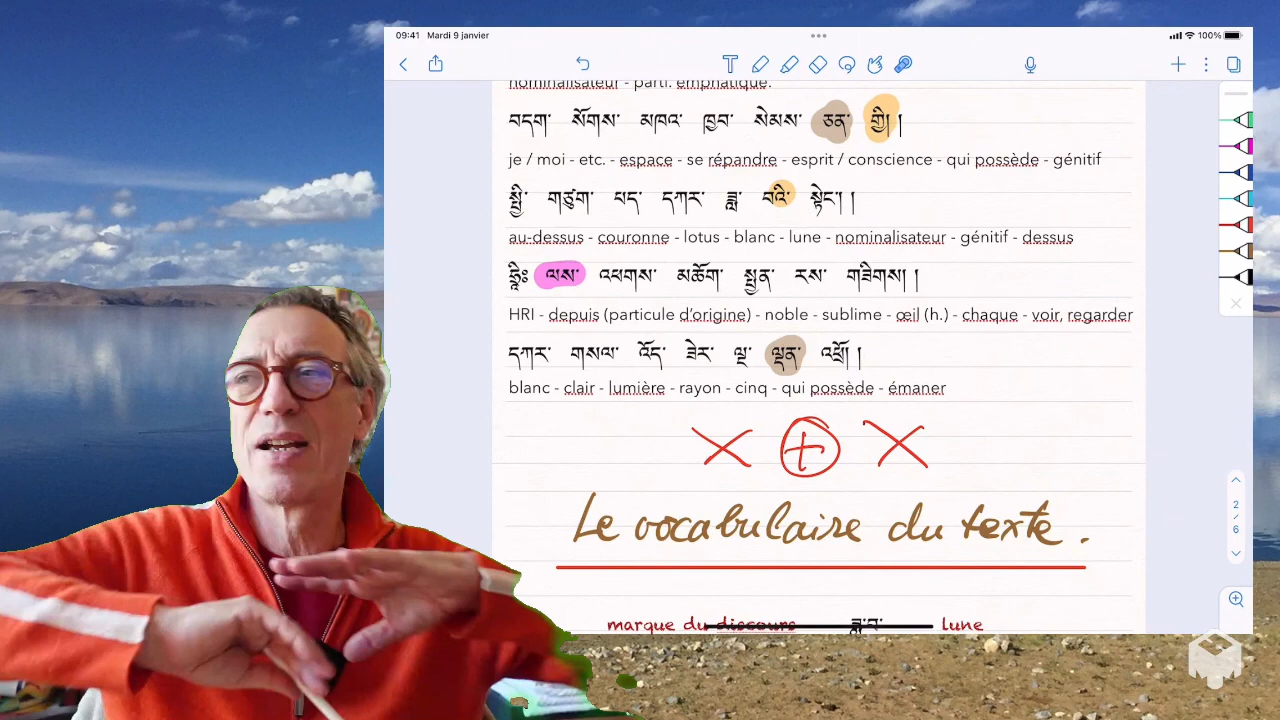 09:41 Mardi 9 janvier
100%
nominalisateur - parti. emphatique.
བདག་ སོགས་ མཁའ་ ཁྱབ་ སེམས་ ཅན་ གྱི། །
je / moi - etc. - espace - se répandre - esprit / conscience - qui possède - génitif
སྤྱི་ གཙུག་ པད་ དཀར་ ཟླ་ བའི་ སྟེང་། །
au-dessus - couronne - lotus - blanc - lune - nominalisateur - génitif - dessus
ཧྲཱིཿ ལས་ འཕགས་ མཆོག་ སྤྱན་ རས་ གཟིགས། །
HRI - depuis (particule d'origine) - noble - sublime - œil (h.) - chaque - voir, regarder
དཀར་ གསལ་ འོད་ ཟེར་ ལྔ་ ལྡན་ འཕྲོ། །
blanc - clair - lumière - rayon - cinq - qui possède - émaner
Le vocabulaire du texte.
2
6
marque du discours ཟླ་བ་ lune